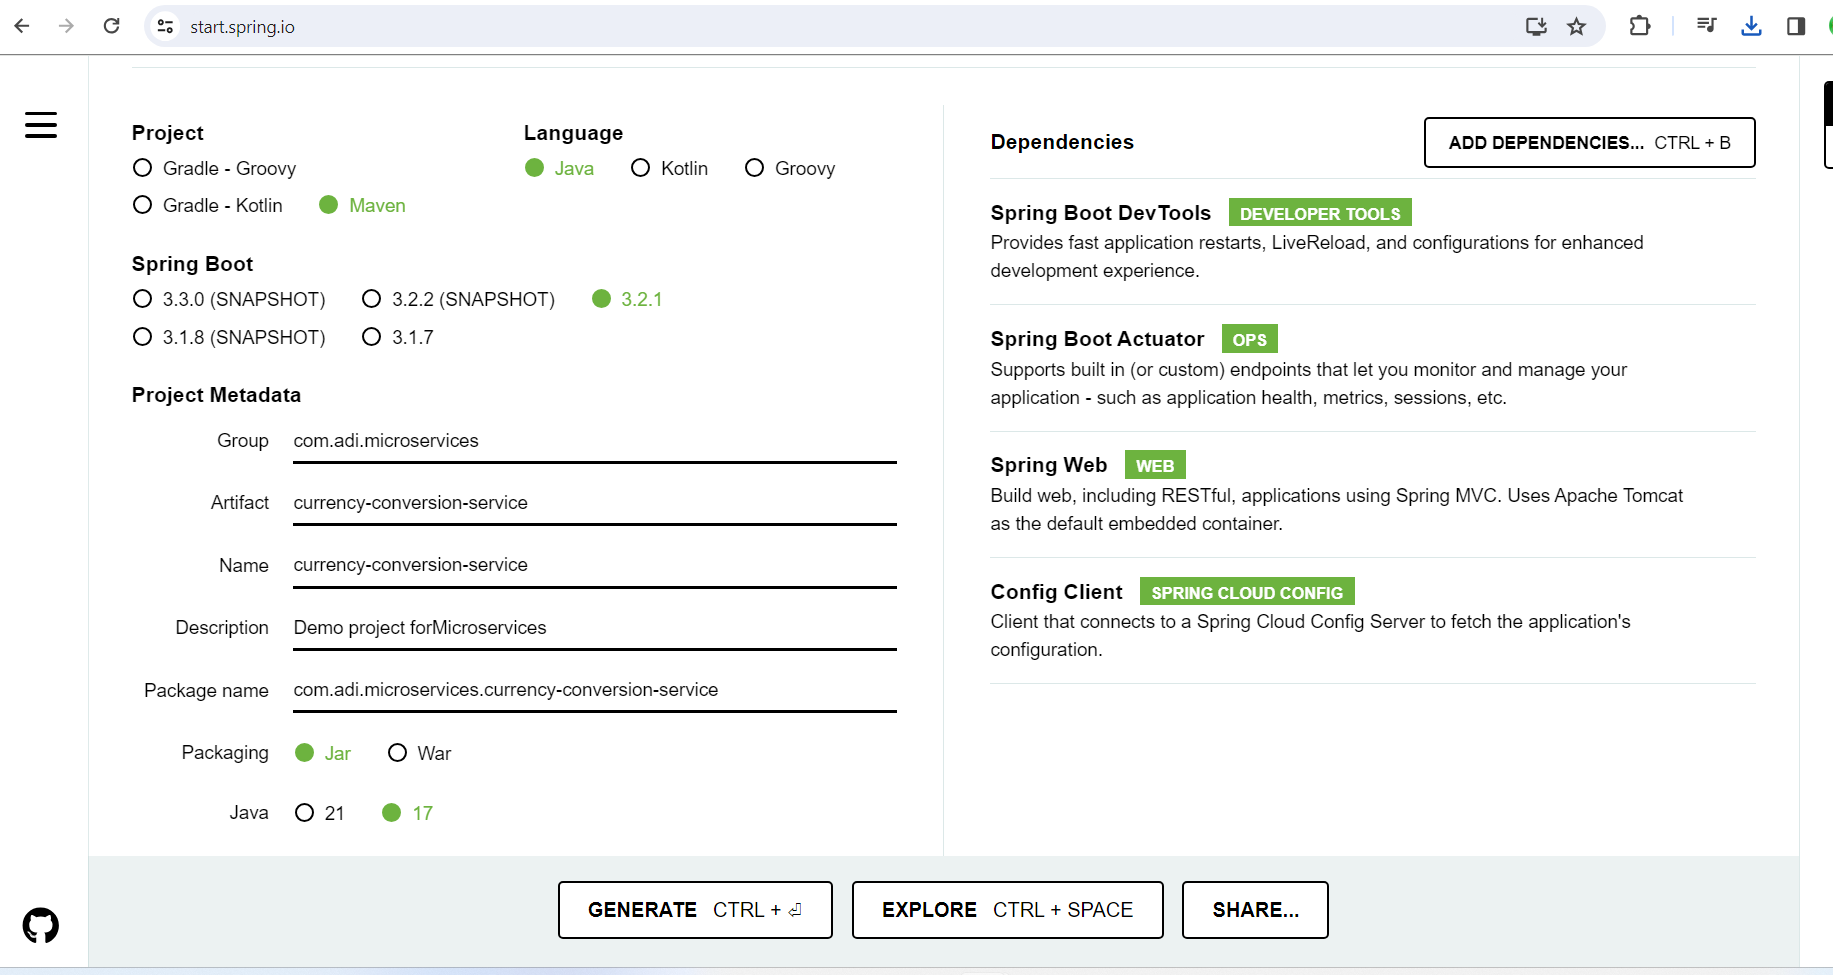 start.spring.io
Project
Gradle - Groovy
Gradle - Kotlin Maven
Language
Java Kotlin Groovy
Spring Boot
3.3.0 (SNAPSHOT) 3.2.2 (SNAPSHOT) 3.2.1
3.1.8 (SNAPSHOT) 3.1.7
Project Metadata
Group com.adi.microservices
Artifact currency-conversion-service
Name currency-conversion-service
Description Demo project forMicroservices
Package name com.adi.microservices.currency-conversion-service
Packaging Jar War
Java 21 17
Dependencies ADD DEPENDENCIES... CTRL + B
Spring Boot DevTools DEVELOPER TOOLS
Provides fast application restarts, LiveReload, and configurations for enhanced
development experience.
Spring Boot Actuator OPS
Supports built in (or custom) endpoints that let you monitor and manage your
application - such as application health, metrics, sessions, etc.
Spring Web WEB
Build web, including RESTful, applications using Spring MVC. Uses Apache Tomcat
as the default embedded container.
Config Client SPRING CLOUD CONFIG
Client that connects to a Spring Cloud Config Server to fetch the application's
configuration.
GENERATE CTRL + ⏎ EXPLORE CTRL + SPACE SHARE...